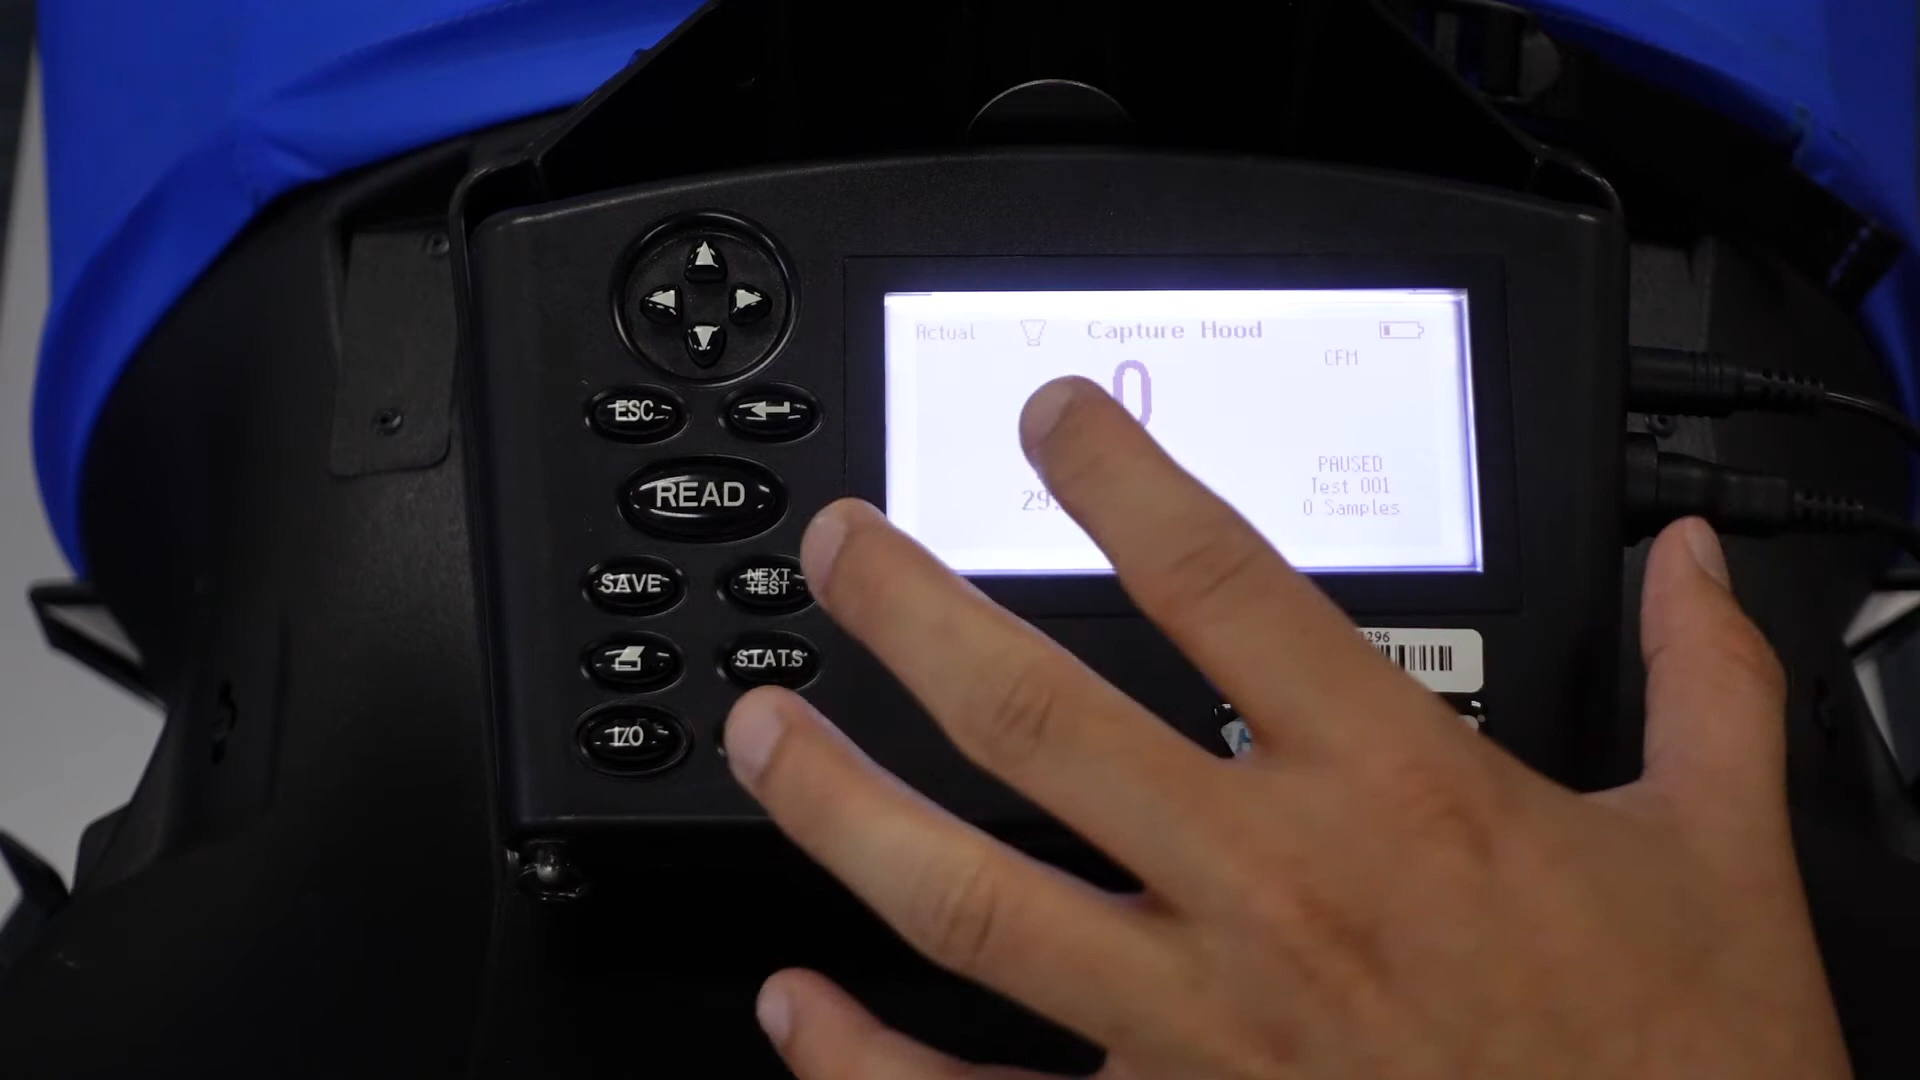 Actual Capture Hood
CFM
0
PAUSED
Test 001
0 Samples
ESC
READ
SAVE
NEXT
TEST
STATS
I/O